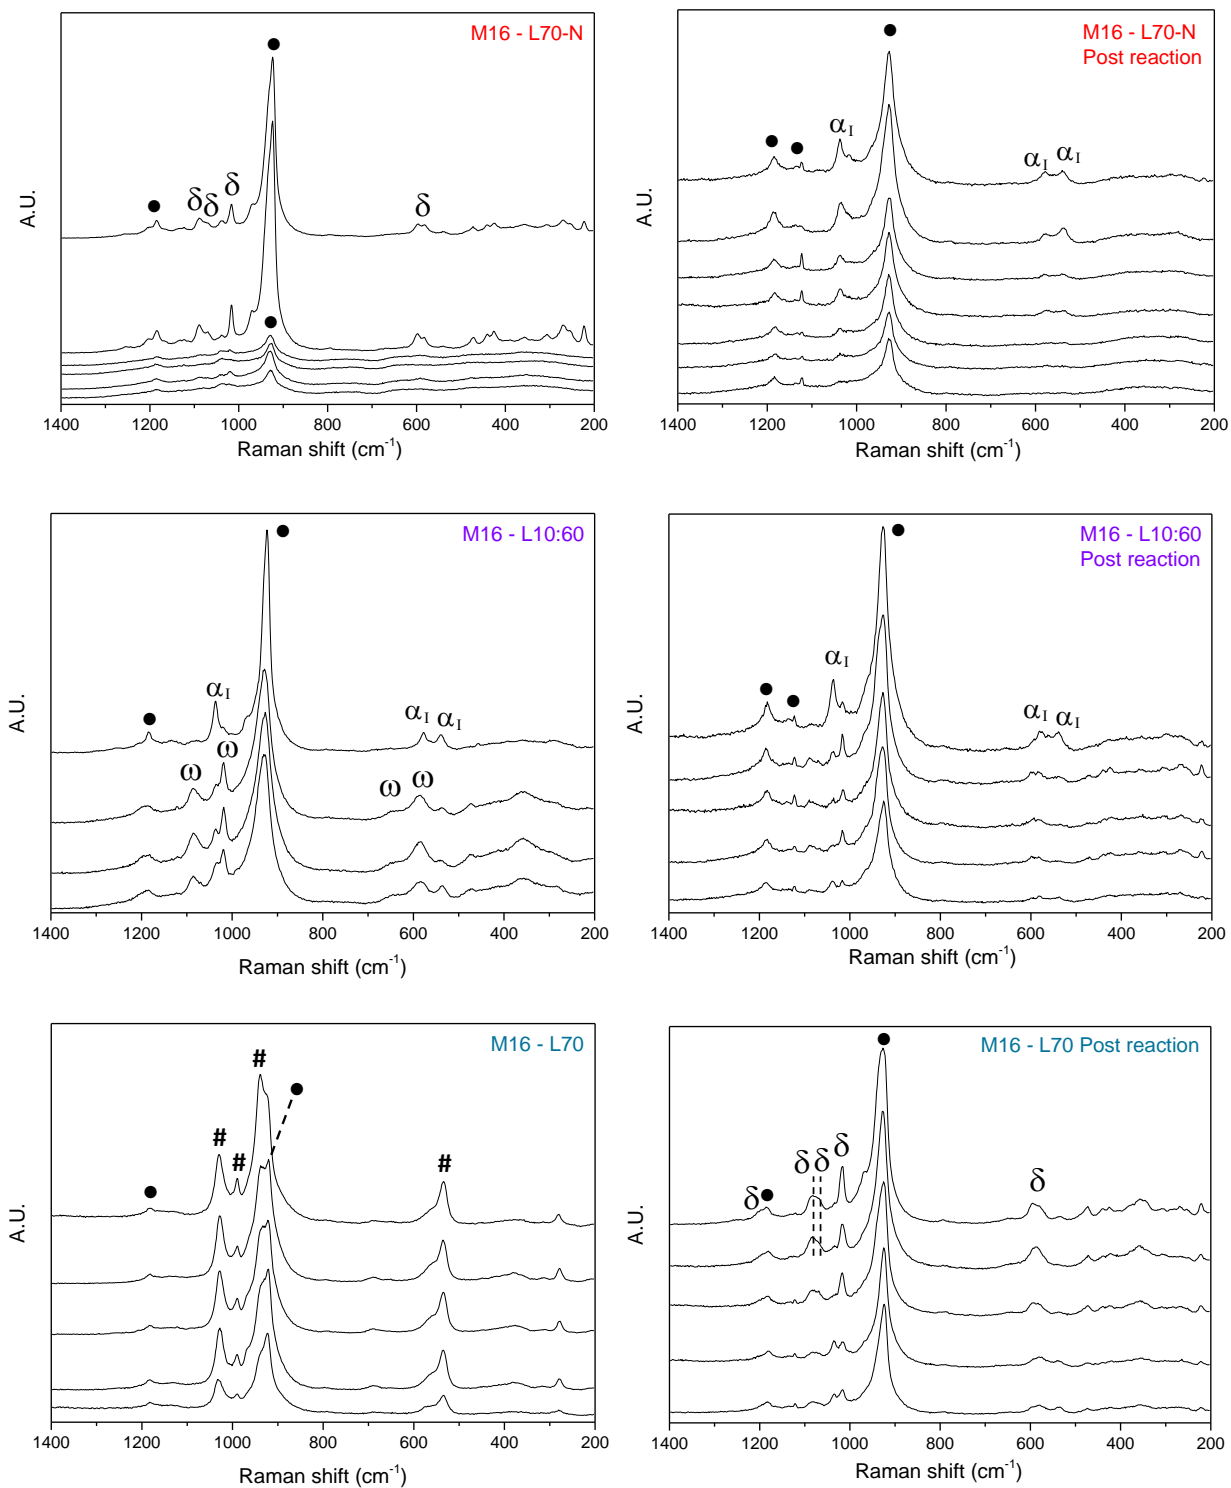 M16 - L70-N
●
δ
● δ δ δ
●
A.U.
1400 1200 1000 800 600 400 200
Raman shift (cm⁻¹)
M16 - L70-N
Post reaction
●
● ● αI αI αI
A.U.
1400 1200 1000 800 600 400 200
Raman shift (cm⁻¹)
M16 - L10:60
●
αI
● αI αI
ω
ω ω ω
A.U.
1400 1200 1000 800 600 400 200
Raman shift (cm⁻¹)
M16 - L10:60
Post reaction
●
αI
● ● αI αI
A.U.
1400 1200 1000 800 600 400 200
Raman shift (cm⁻¹)
M16 - L70
#
●
#
# #
●
A.U.
1400 1200 1000 800 600 400 200
Raman shift (cm⁻¹)
M16 - L70 Post reaction
●
δ δ δ
δ ● δ
A.U.
1400 1200 1000 800 600 400 200
Raman shift (cm⁻¹)